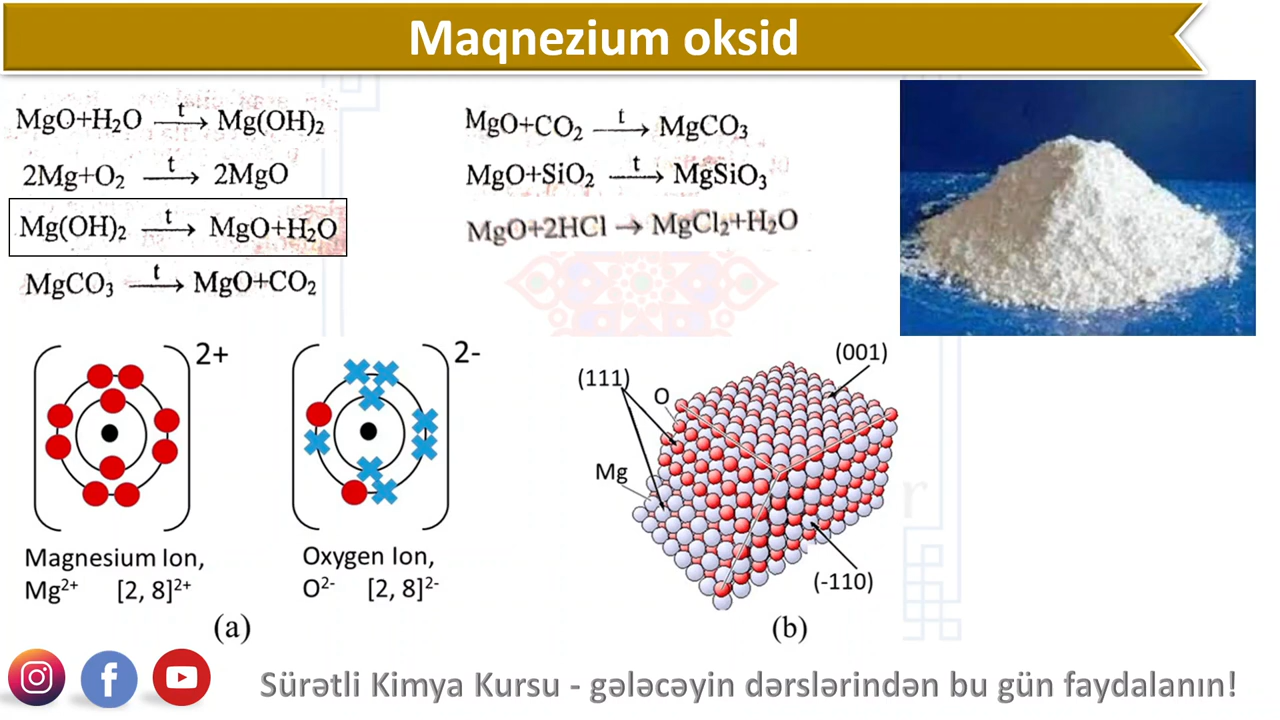 Maqnezium oksid
MgO+H₂O —t→ Mg(OH)₂
2Mg+O₂ —t→ 2MgO
Mg(OH)₂ —t→ MgO+H₂O
MgCO₃ —t→ MgO+CO₂
MgO+CO₂ —t→ MgCO₃
MgO+SiO₂ —t→ MgSiO₃
MgO+2HCl → MgCl₂+H₂O
2+
Magnesium Ion,
Mg²⁺ [2, 8]²⁺
2-
Oxygen Ion,
O²⁻ [2, 8]²⁻
(a)
(111)
(001)
O
Mg
(-110)
(b)
Sürətli Kimya Kursu - gələcəyin dərslərindən bu gün faydalanın!